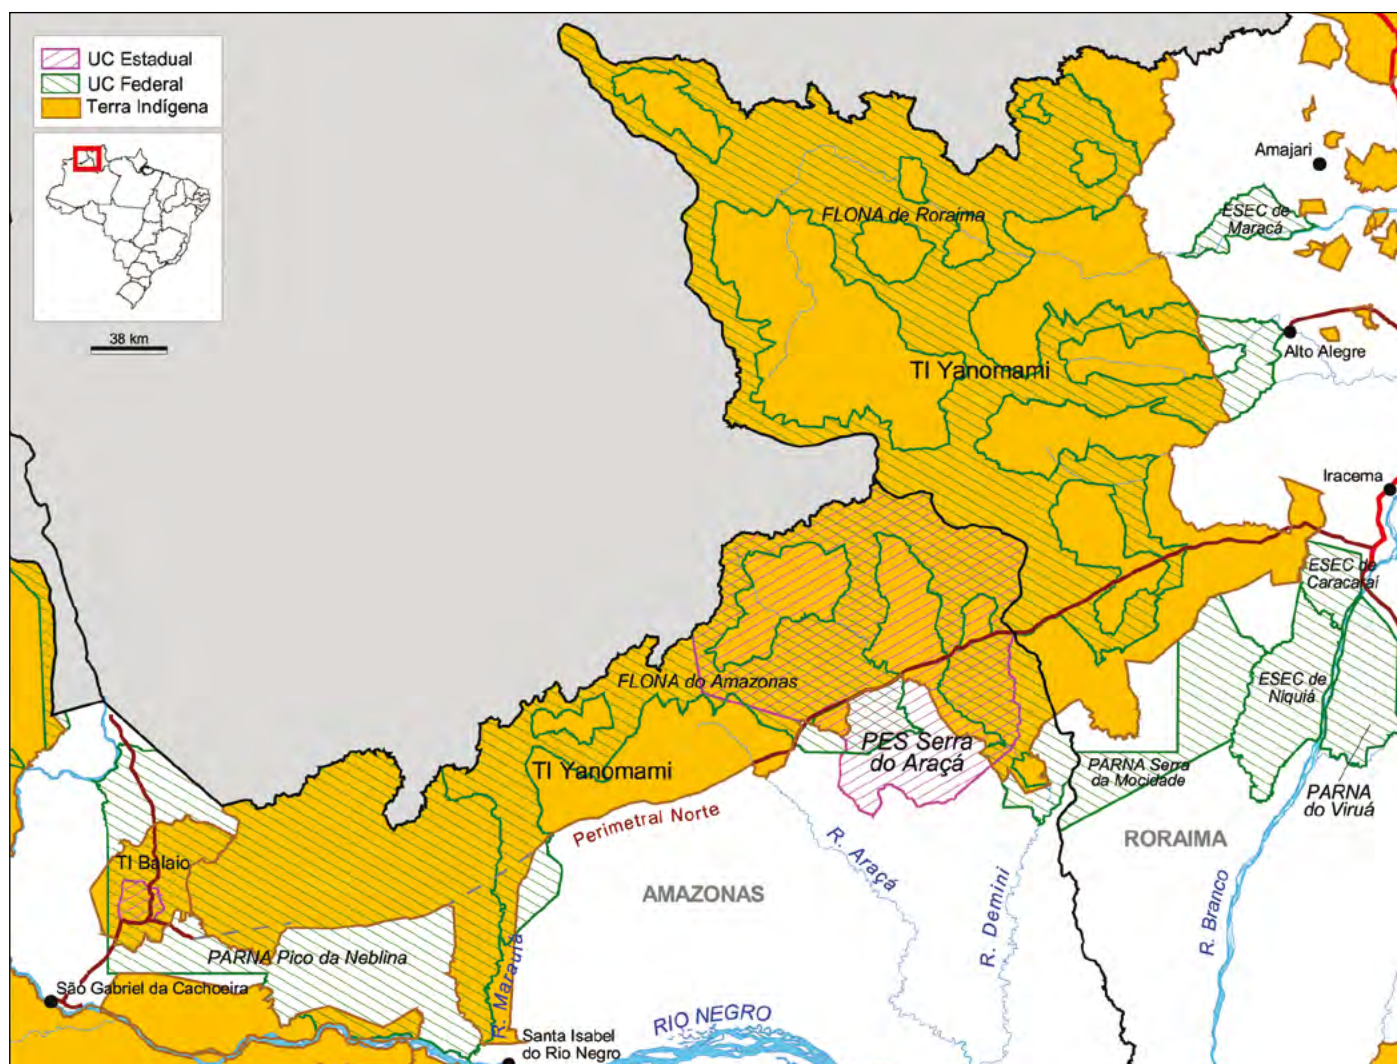 UC Estadual
UC Federal
Terra Indígena
38 km
Amajari
FLONA de Roraima
ESEC de
Maracá
Alto Alegre
TI Yanomami
Iracema
ESEC de
Caracaraí
FLONA do Amazonas
ESEC de
Niquiá
PES Serra
do Araçá
TI Yanomami
PARNA Serra
da Mocidade
PARNA
do Viruá
Perimetral Norte
RORAIMA
R. Araçá
TI Balaio
AMAZONAS
R. Demini
R. Branco
PARNA Pico da Neblina
R. Marauiá
São Gabriel da Cachoeira
RIO NEGRO
Santa Isabel
do Rio Negro